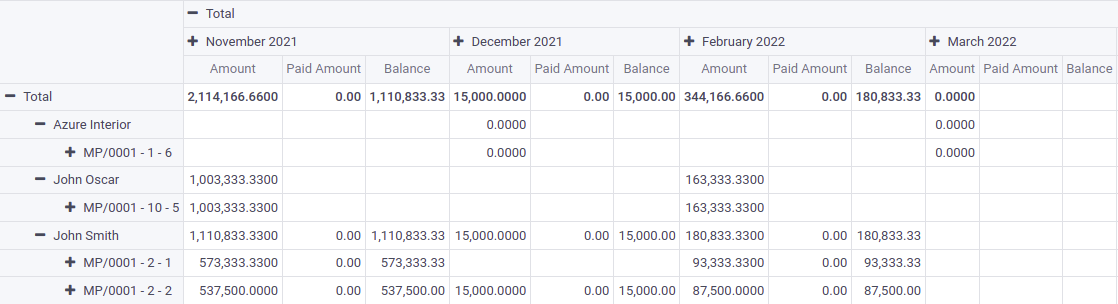 Total
November 2021 December 2021 February 2022 March 2022
Amount Paid Amount Balance Amount Paid Amount Balance Amount Paid Amount Balance Amount Paid Amount Balance
Total 2,114,166.6600 0.00 1,110,833.33 15,000.0000 0.00 15,000.00 344,166.6600 0.00 180,833.33 0.0000
Azure Interior 0.0000 0.0000
MP/0001 - 1 - 6 0.0000 0.0000
John Oscar 1,003,333.3300 163,333.3300
MP/0001 - 10 - 5 1,003,333.3300 163,333.3300
John Smith 1,110,833.3300 0.00 1,110,833.33 15,000.0000 0.00 15,000.00 180,833.3300 0.00 180,833.33
MP/0001 - 2 - 1 573,333.3300 0.00 573,333.33 93,333.3300 0.00 93,333.33
MP/0001 - 2 - 2 537,500.0000 0.00 537,500.00 15,000.0000 0.00 15,000.00 87,500.0000 0.00 87,500.00